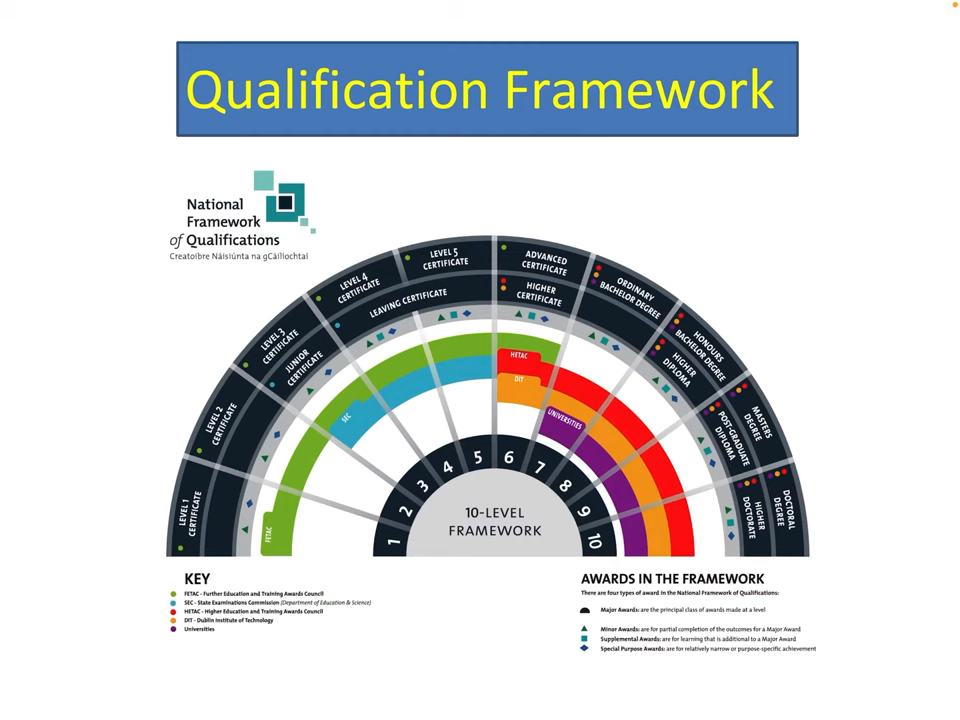 Qualification Framework
National
Framework
of Qualifications
Creatoibre Náisiúnta na gCáilíochtaí
LEVEL 1
CERTIFICATE
LEVEL 2
CERTIFICATE
LEVEL 3
CERTIFICATE
JUNIOR
CERTIFICATE
LEVEL 4
CERTIFICATE
LEVEL 5
CERTIFICATE
LEAVING CERTIFICATE
ADVANCED
CERTIFICATE
HIGHER
CERTIFICATE
ORDINARY
BACHELOR DEGREE
HONOURS
BACHELOR DEGREE
HIGHER
DIPLOMA
MASTERS
DEGREE
POST-GRADUATE
DIPLOMA
DOCTORAL
DEGREE
HIGHER
DOCTORATE
FETAC
SEC
HETAC
DIT
UNIVERSITIES
1
2
3
4
5
6
7
8
9
10
10-LEVEL
FRAMEWORK
KEY
FETAC - Further Education and Training Awards Council
SEC - State Examinations Commission (Department of Education & Science)
HETAC - Higher Education and Training Awards Council
DIT - Dublin Institute of Technology
Universities
AWARDS IN THE FRAMEWORK
There are four types of award in the National Framework of Qualifications:
Major Awards: are the principal class of awards made at a level
Minor Awards: are for partial completion of the outcomes for a Major Award
Supplemental Awards: are for learning that is additional to a Major Award
Special Purpose Awards: are for relatively narrow or purpose-specific achievement